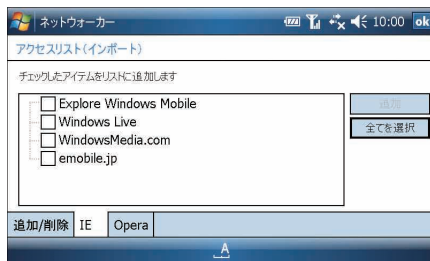 ネットウォーカー 10:00 ok
アクセスリスト(インポート)
チェックしたアイテムをリストに追加します
Explore Windows Mobile
Windows Live
WindowsMedia.com
emobile.jp
追加
全てを選択
追加/削除 IE Opera
A